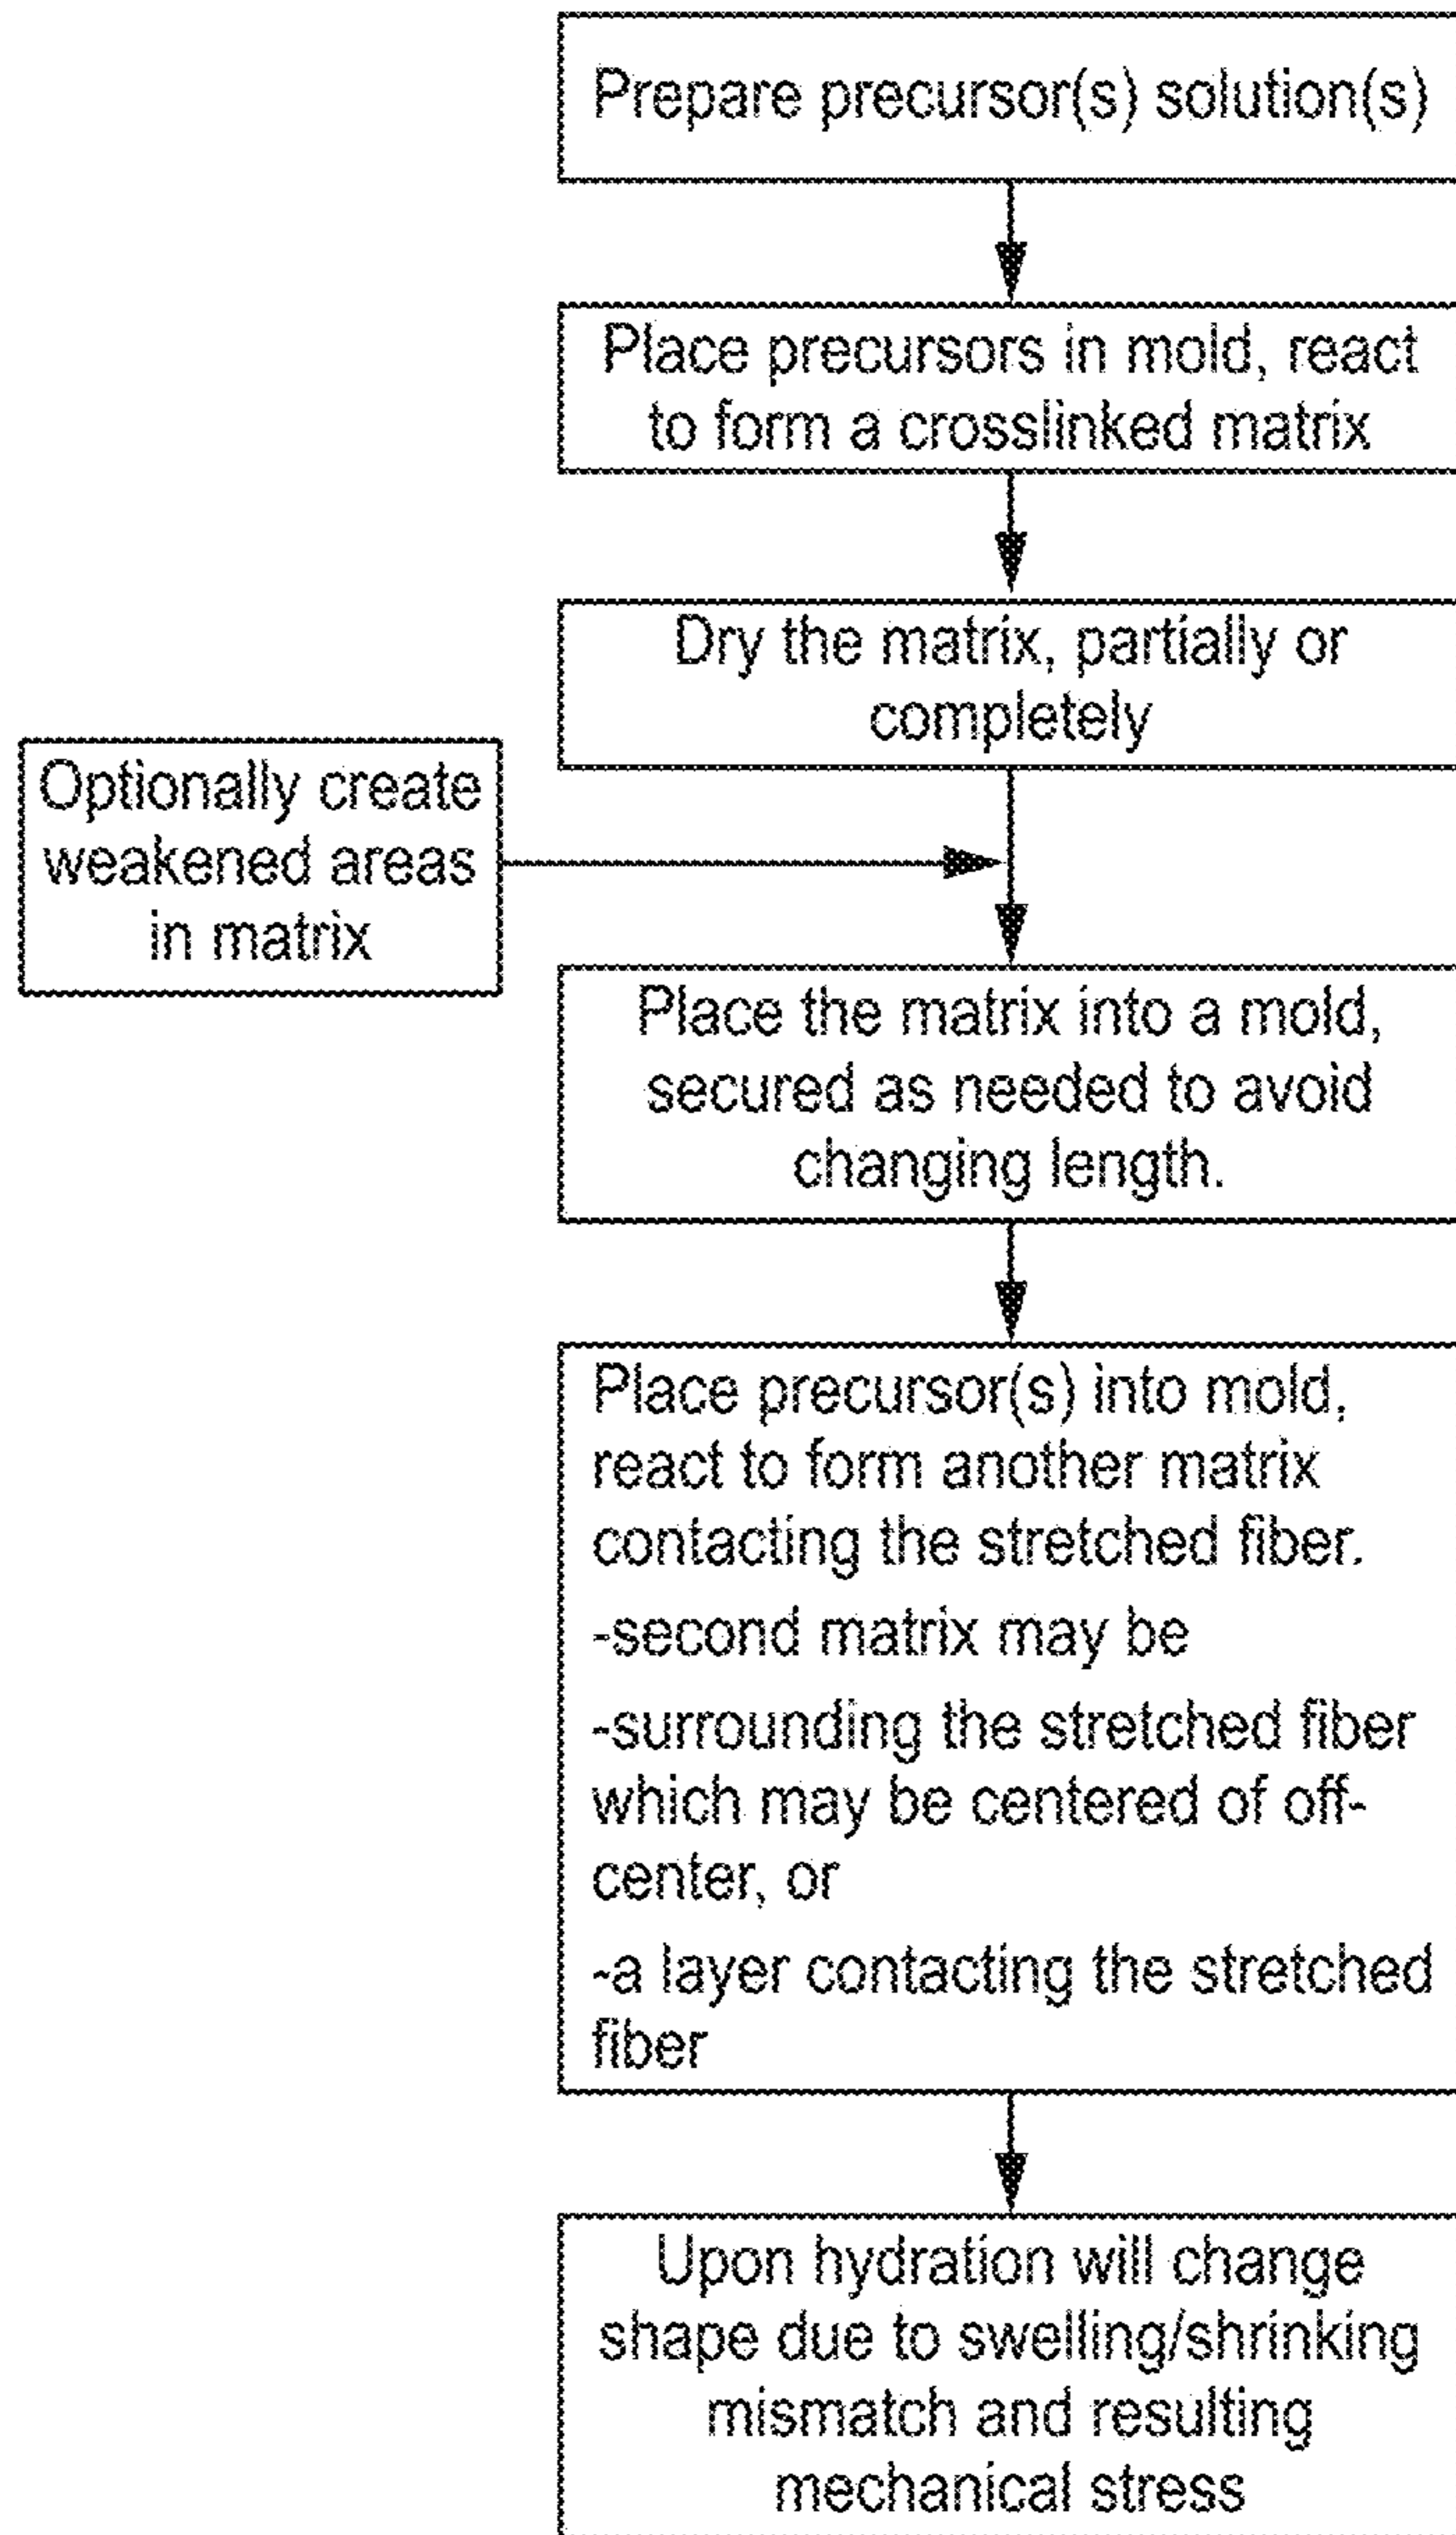 Prepare precursor(s) solution(s)
Place precursors in mold, react
to form a crosslinked matrix
Dry the matrix, partially or
completely
Optionally create
weakened areas
in matrix
Place the matrix into a mold,
secured as needed to avoid
changing length.
Place precursor(s) into mold,
react to form another matrix
contacting the stretched fiber.
-second matrix may be
-surrounding the stretched fiber
which may be centered of off-
center, or
-a layer contacting the stretched
fiber
Upon hydration will change
shape due to swelling/shrinking
mismatch and resulting
mechanical stress